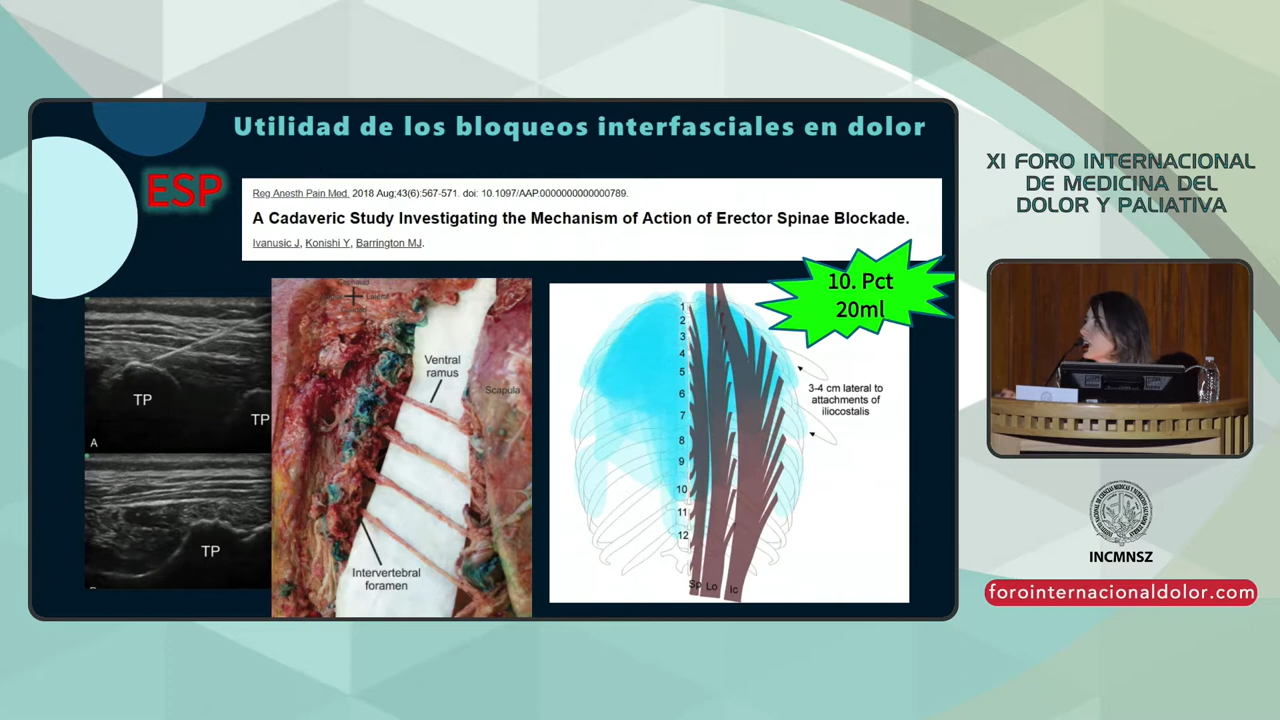 Utilidad de los bloqueos interfasciales en dolor
ESP
Reg Anesth Pain Med. 2018 Aug;43(6):567-571. doi: 10.1097/AAP.0000000000000789.
A Cadaveric Study Investigating the Mechanism of Action of Erector Spinae Blockade.
Ivanusic J, Konishi Y, Barrington MJ.
10. Pct
20ml
TP
TP
A
TP
Lateral
Ventral
ramus
Scapula
Intervertebral
foramen
1
2
3
4
5
6
7
8
9
10
11
12
3-4 cm lateral to
attachments of
iliocostalis
Sp Lo Ic
XI FORO INTERNACIONAL
DE MEDICINA DEL
DOLOR Y PALIATIVA
INCMNSZ
forointernacionaldolor.com